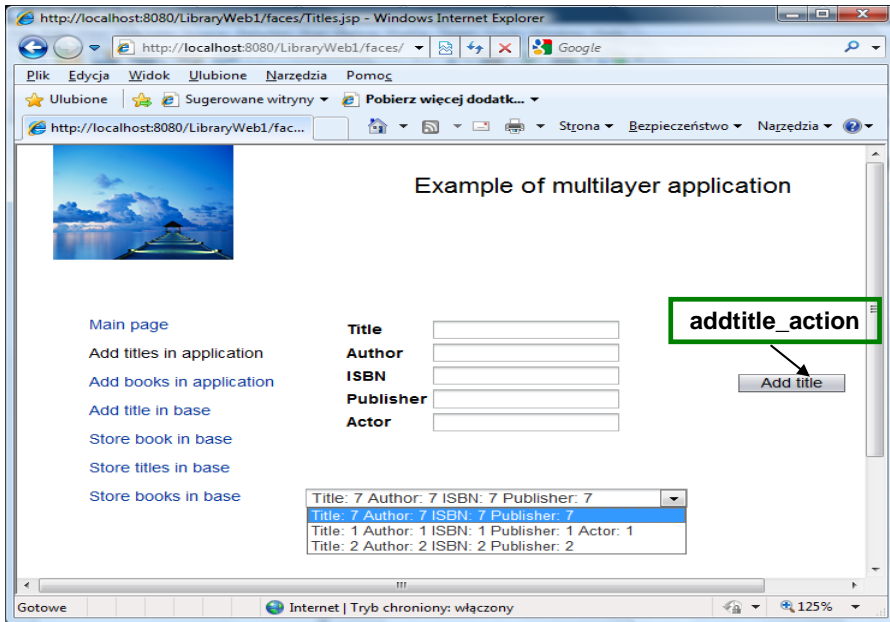 http://localhost:8080/LibraryWeb1/faces/Titles.jsp - Windows Internet Explorer
http://localhost:8080/LibraryWeb1/faces/
Google
Plik Edycja Widok Ulubione Narzędzia Pomoc
Ulubione Sugerowane witryny Pobierz więcej dodatk...
http://localhost:8080/LibraryWeb1/fac... Strona Bezpieczeństwo Narzędzia
Example of multilayer application
addtitle_action
Main page
Add titles in application
Add books in application
Add title in base
Store book in base
Store titles in base
Store books in base
Title
Author
ISBN
Publisher
Actor
Add title
Title: 7 Author: 7 ISBN: 7 Publisher: 7
Title: 7 Author: 7 ISBN: 7 Publisher: 7
Title: 1 Author: 1 ISBN: 1 Publisher: 1 Actor: 1
Title: 2 Author: 2 ISBN: 2 Publisher: 2
Gotowe Internet | Tryb chroniony: włączony 125%